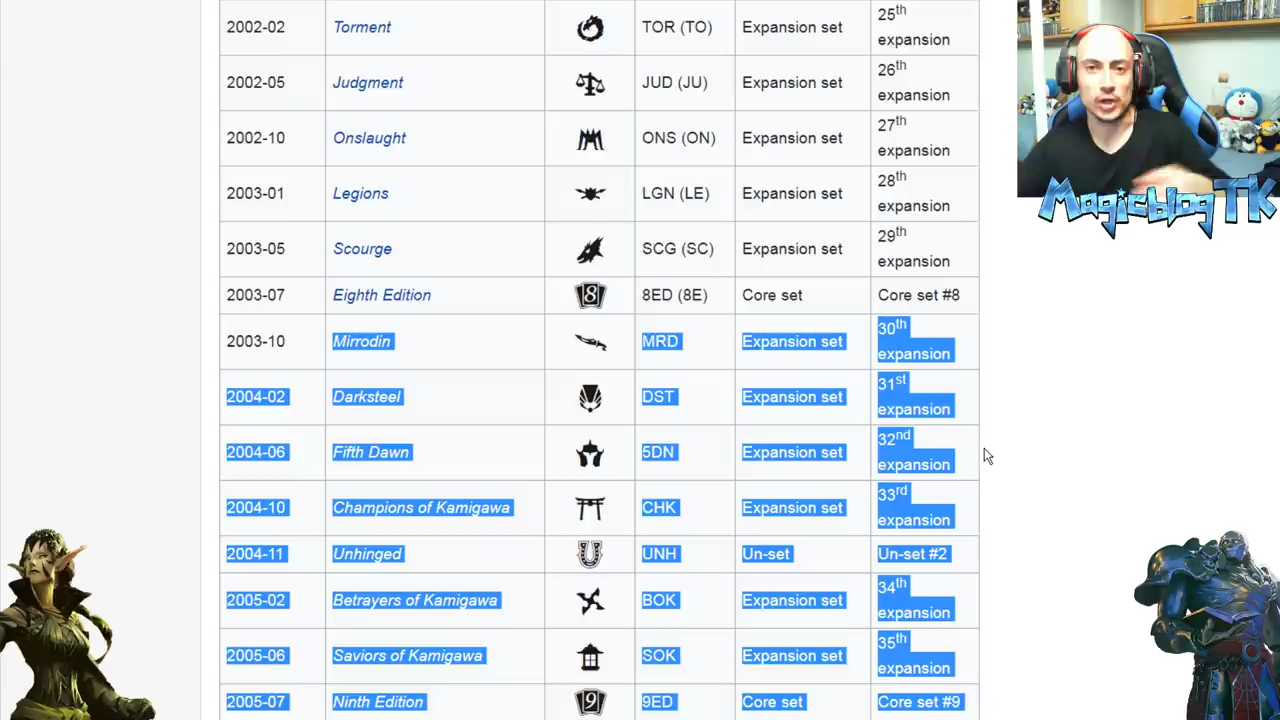 2002-02 Torment TOR (TO) Expansion set 25th expansion
2002-05 Judgment JUD (JU) Expansion set 26th expansion
2002-10 Onslaught ONS (ON) Expansion set 27th expansion
2003-01 Legions LGN (LE) Expansion set 28th expansion
2003-05 Scourge SCG (SC) Expansion set 29th expansion
2003-07 Eighth Edition 8 8ED (8E) Core set Core set #8
2003-10 Mirrodin MRD Expansion set 30th expansion
2004-02 Darksteel DST Expansion set 31st expansion
2004-06 Fifth Dawn 5DN Expansion set 32nd expansion
2004-10 Champions of Kamigawa CHK Expansion set 33rd expansion
2004-11 Unhinged UNH Un-set Un-set #2
2005-02 Betrayers of Kamigawa BOK Expansion set 34th expansion
2005-06 Saviors of Kamigawa SOK Expansion set 35th expansion
2005-07 Ninth Edition 9 9ED Core set Core set #9
MagicblogTK